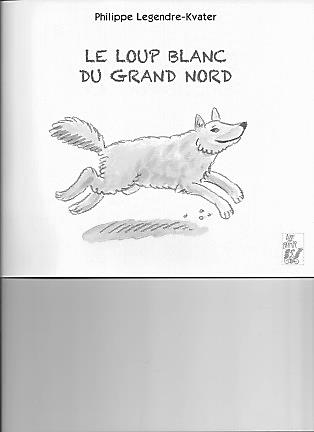 Philippe Legendre-Kvater
LE LOUP BLANC
DU GRAND NORD